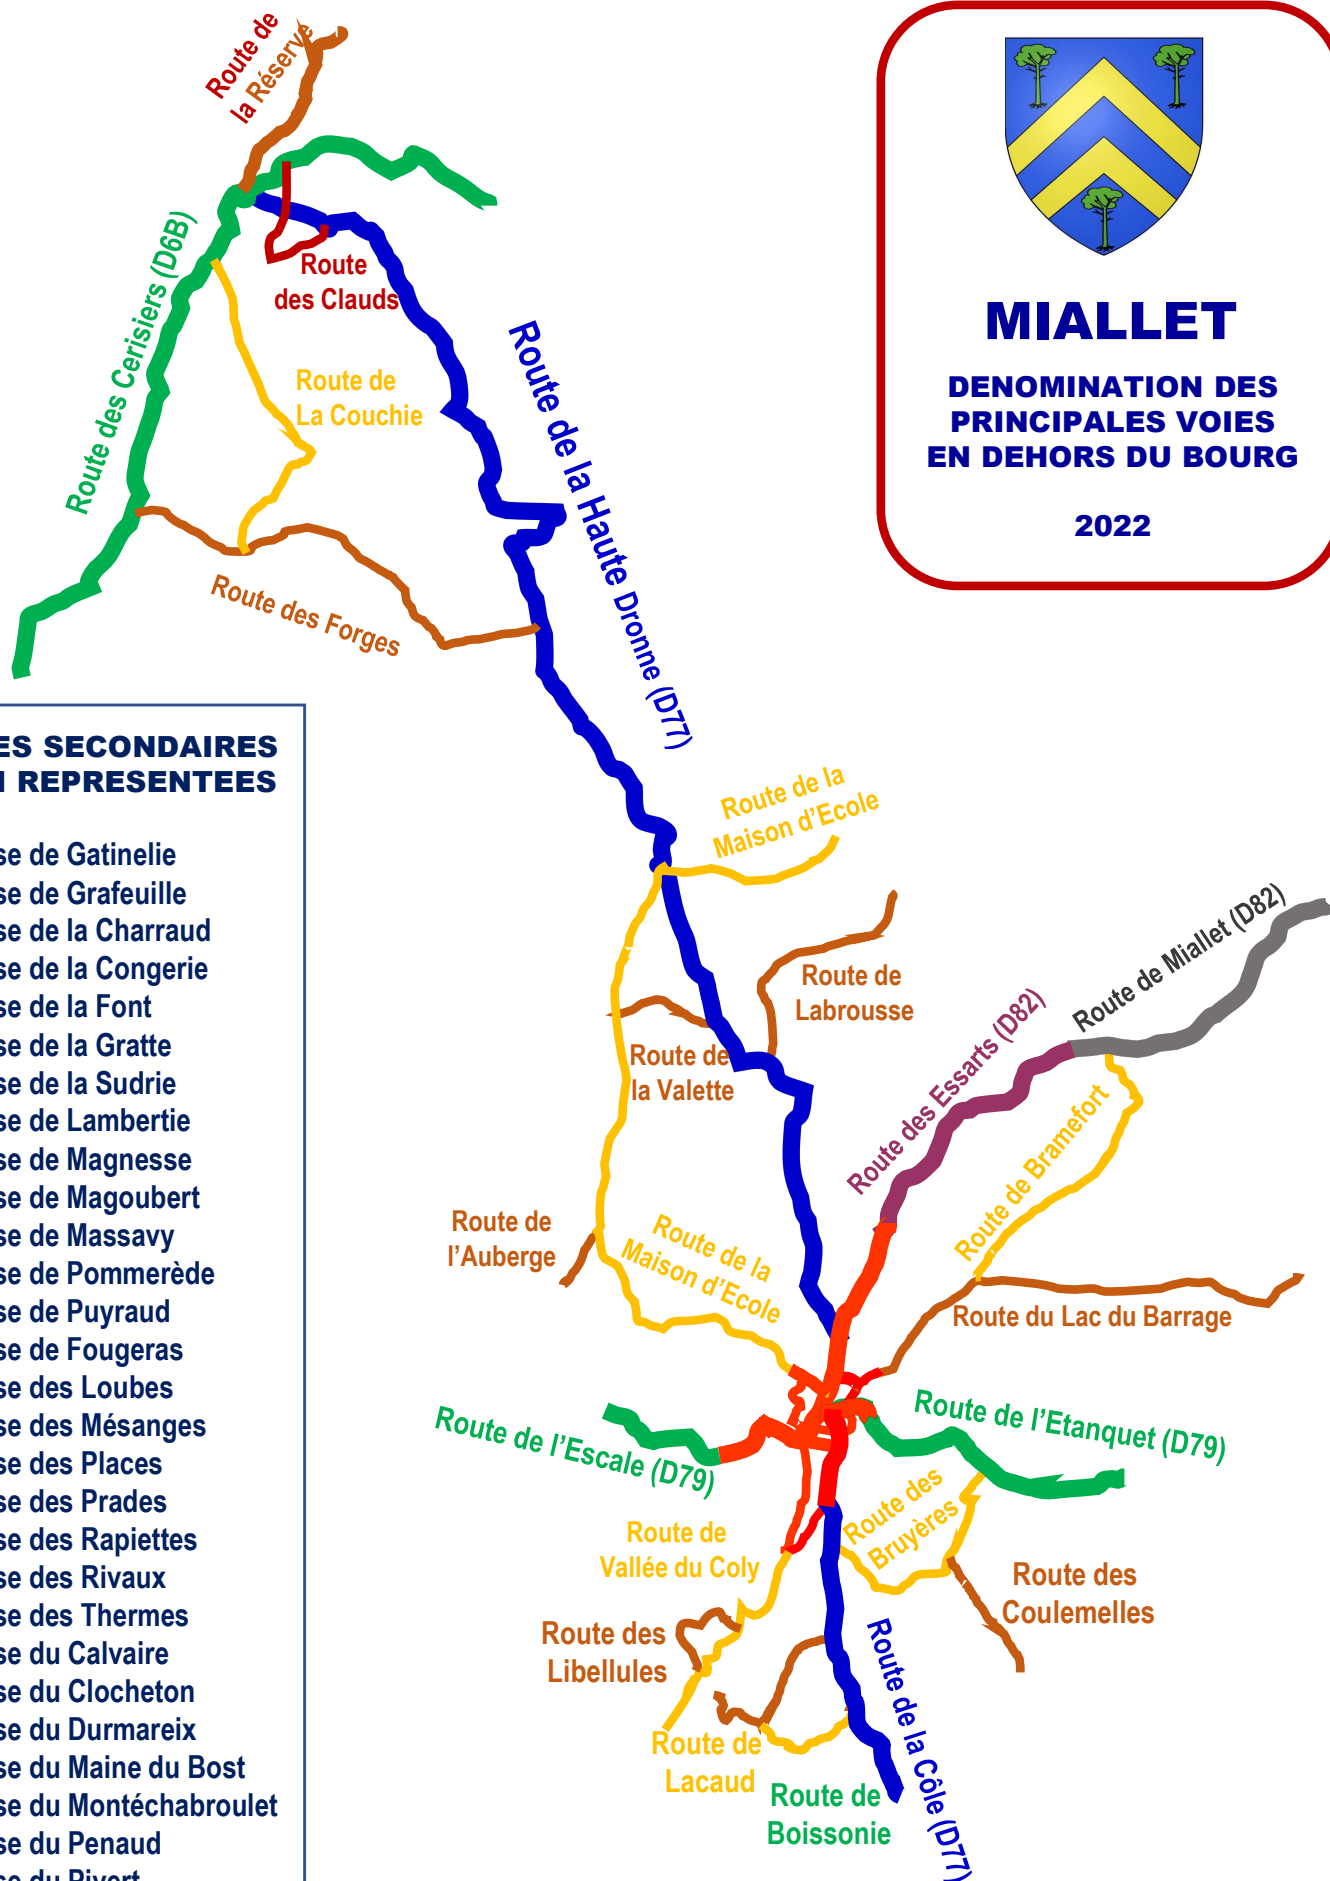 Route de
la Réserve
Route des Cerisiers (D6B)
Route
des Clauds
Route de
La Couchie
Route de la Haute Dronne (D77)
Route des Forges
MIALLET
DENOMINATION DES
PRINCIPALES VOIES
EN DEHORS DU BOURG
2022
ES SECONDAIRES
REPRESENTEES
se de Gatinelie
se de Grafeuille
se de la Charraud
se de la Congerie
se de la Font
se de la Gratte
se de la Sudrie
se de Lambertie
se de Magnesse
se de Magoubert
se de Massavy
se de Pommerède
se de Puyraud
se de Fougeras
se des Loubes
se des Mésanges
se des Places
se des Prades
se des Rapiettes
se des Rivaux
se des Thermes
se du Calvaire
se du Clocheton
se du Durmareix
se du Maine du Bost
se du Montéchabroulet
se du Penaud
se du Pivert
Route de la
Maison d'Ecole
Route de
Labrousse
Route de
la Valette
Route de Miallet (D82)
Route des Essarts (D82)
Route de Bramefort
Route de
l'Auberge
Route de la
Maison d'Ecole
Route du Lac du Barrage
Route de l'Escale (D79)
Route de l'Etanquet (D79)
Route des
Bruyères
Route de
Vallée du Coly
Route des
Coulemelles
Route des
Libellules
Route de la Côle (D77)
Route de
Lacaud
Route de
Boissonie